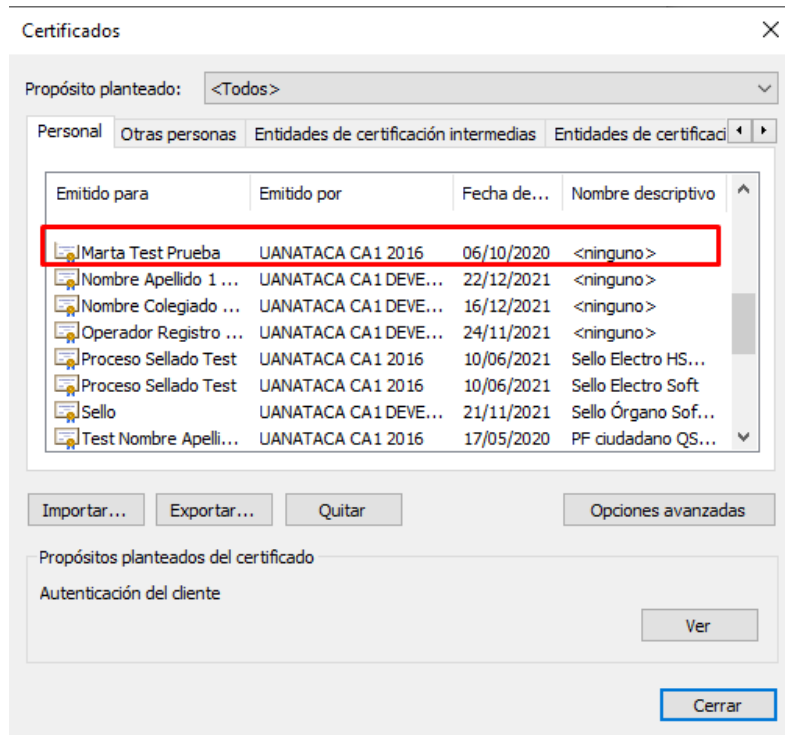 Certificados
Propósito planteado: <Todos>
Personal Otras personas Entidades de certificación intermedias Entidades de certificaci
Emitido para Emitido por Fecha de... Nombre descriptivo
Marta Test Prueba UANATACA CA1 2016 06/10/2020 <ninguno>
Nombre Apellido 1 ... UANATACA CA1 DEVE... 22/12/2021 <ninguno>
Nombre Colegiado ... UANATACA CA1 DEVE... 16/12/2021 <ninguno>
Operador Registro ... UANATACA CA1 DEVE... 24/11/2021 <ninguno>
Proceso Sellado Test UANATACA CA1 2016 10/06/2021 Sello Electro HS...
Proceso Sellado Test UANATACA CA1 2016 10/06/2021 Sello Electro Soft
Sello UANATACA CA1 DEVE... 21/11/2021 Sello Órgano Sof...
Test Nombre Apelli... UANATACA CA1 2016 17/05/2020 PF ciudadano QS...
Importar... Exportar... Quitar Opciones avanzadas
Propósitos planteados del certificado
Autenticación del cliente
Ver
Cerrar